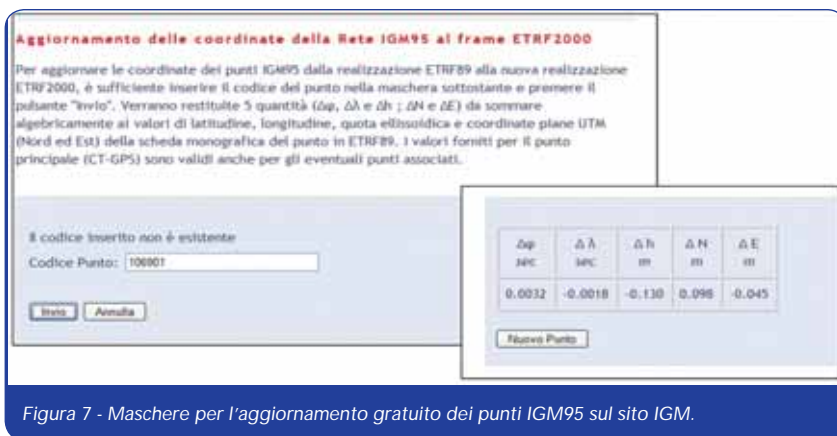 Aggiornamento delle coordinate della Rete IGM95 al frame ETRF2000
Per aggiornare le coordinate dei punti IGM95 dalla realizzazione ETRF89 alla nuova realizzazione
ETRF2000, è sufficiente inserire il codice del punto nella maschera sottostante e premere il
pulsante "Invio". Verranno restituite 5 quantità (Δφ, Δλ e Δh ; ΔN e ΔE) da sommare
algebricamente ai valori di latitudine, longitudine, quota ellissoidica e coordinate plane UTM
(Nord ed Est) della scheda monografica del punto in ETRF89. I valori forniti per il punto
principale (CT-GPS) sono validi anche per gli eventuali punti associati.
Il codice inserito non è esistente
Codice Punto: 106901
Invio Annulla
Δφ Δλ Δh ΔN ΔE
sec sec m m m
0.0032 -0.0018 -0.130 0.098 -0.045
Nuovo Punto
Figura 7 - Maschere per l'aggiornamento gratuito dei punti IGM95 sul sito IGM.